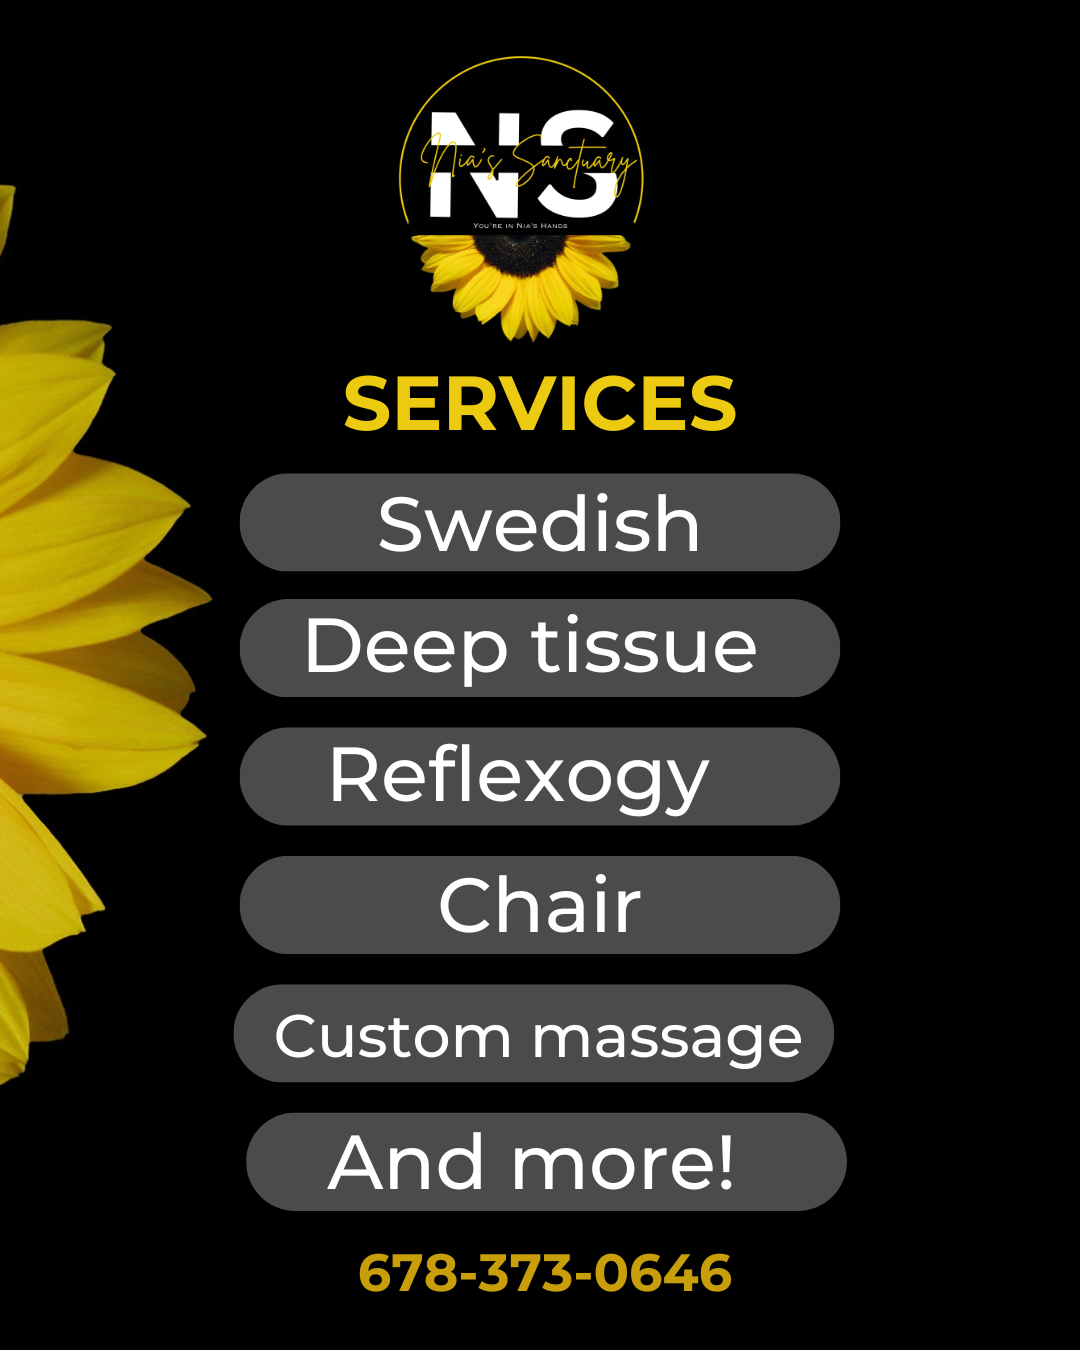 NS
Nia's Sanctuary
You're in Nia's Hands
SERVICES
Swedish
Deep tissue
Reflexogy
Chair
Custom massage
And more!
678-373-0646